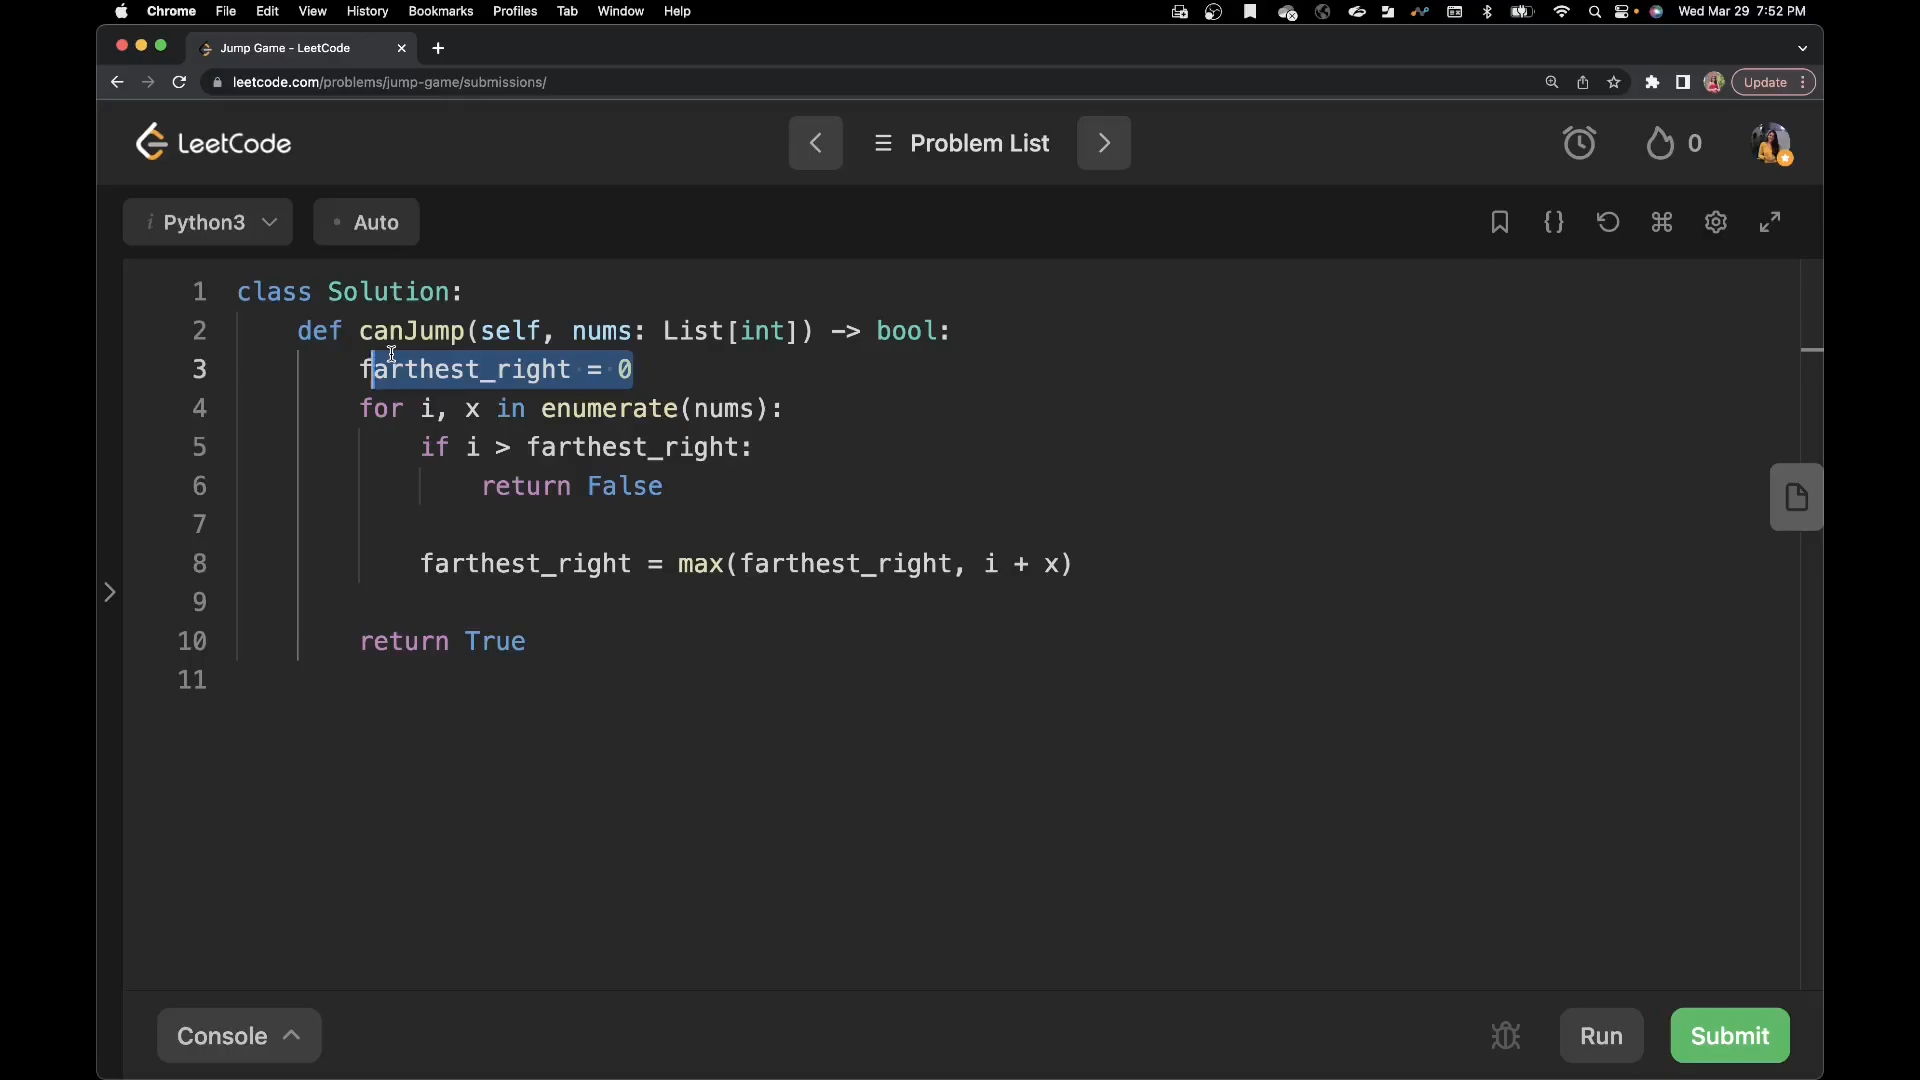 Chrome File Edit View History Bookmarks Profiles Tab Window Help Wed Mar 29 7:52 PM
Jump Game - LeetCode
leetcode.com/problems/jump-game/submissions/ Update
LeetCode Problem List 0
Python3 Auto
1 class Solution:
2 def canJump(self, nums: List[int]) -> bool:
3 farthest_right = 0
4 for i, x in enumerate(nums):
5 if i > farthest_right:
6 return False
7
8 farthest_right = max(farthest_right, i + x)
9
10 return True
11
Console Run Submit